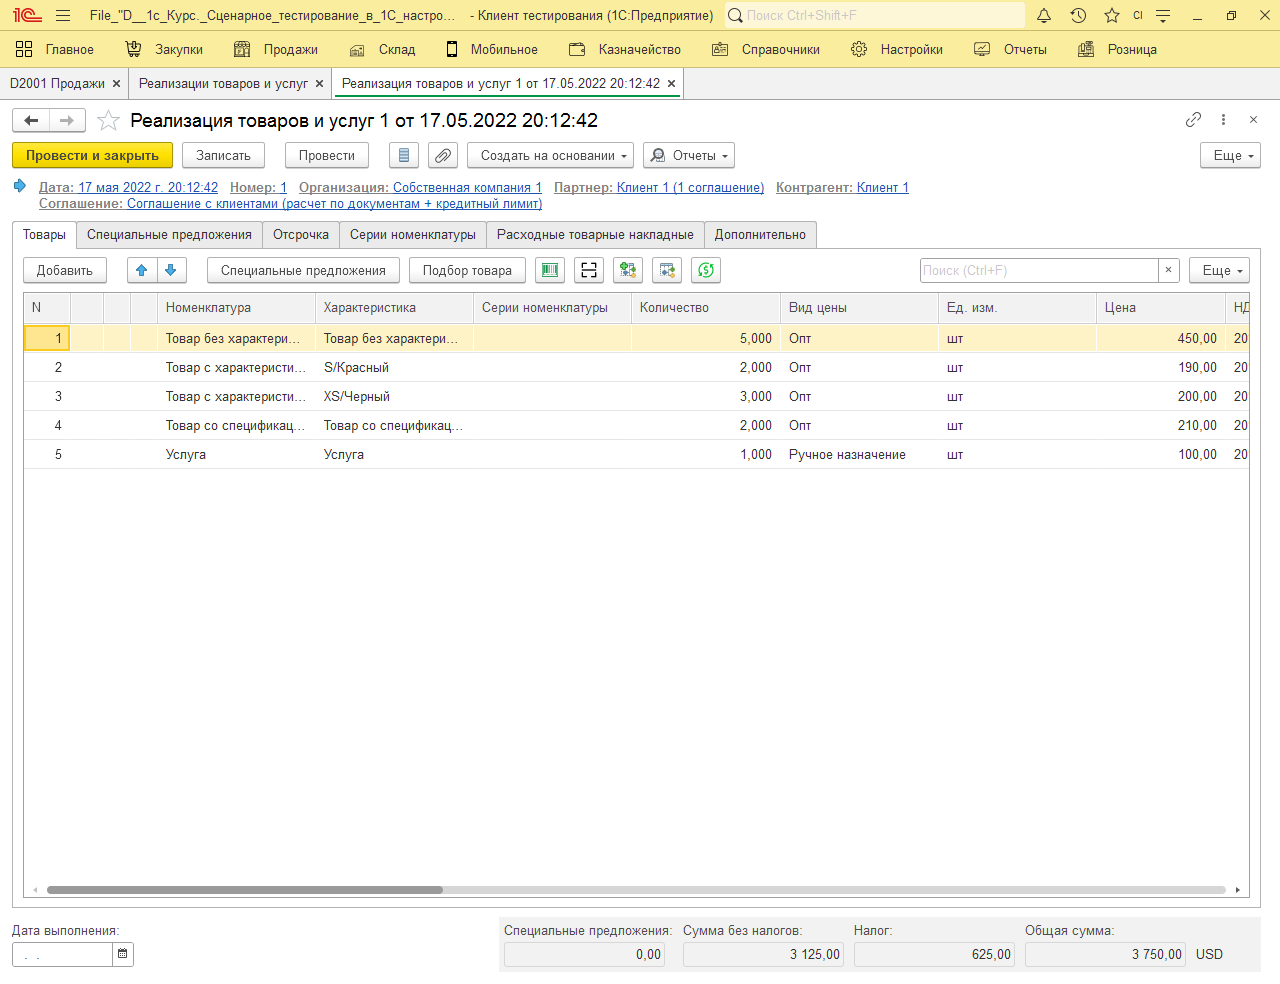 File_"D__1с_Курс._Сценарное_тестирование_в_1С_настро... - Клиент тестирования (1С:Предприятие) Поиск Ctrl+Shift+F CI
Главное Закупки Продажи Склад Мобильное Казначейство Справочники Настройки Отчеты Розница
D2001 Продажи Реализации товаров и услуг Реализация товаров и услуг 1 от 17.05.2022 20:12:42
Реализация товаров и услуг 1 от 17.05.2022 20:12:42
Провести и закрыть Записать Провести Создать на основании Отчеты Еще
Дата: 17 мая 2022 г. 20:12:42 Номер: 1 Организация: Собственная компания 1 Партнер: Клиент 1 (1 соглашение) Контрагент: Клиент 1
Соглашение: Соглашение с клиентами (расчет по документам + кредитный лимит)
Товары Специальные предложения Отсрочка Серии номенклатуры Расходные товарные накладные Дополнительно
Добавить Специальные предложения Подбор товара Поиск (Ctrl+F) Еще
N Номенклатура Характеристика Серии номенклатуры Количество Вид цены Ед. изм. Цена НД
1 Товар без характери... Товар без характери... 5,000 Опт шт 450,00 20
2 Товар с характеристи... S/Красный 2,000 Опт шт 190,00 20
3 Товар с характеристи... XS/Черный 3,000 Опт шт 200,00 20
4 Товар со спецификац... Товар со спецификац... 2,000 Опт шт 210,00 20
5 Услуга Услуга 1,000 Ручное назначение шт 100,00 20
Дата выполнения: Специальные предложения: Сумма без налогов: Налог: Общая сумма:
. . 0,00 3 125,00 625,00 3 750,00 USD